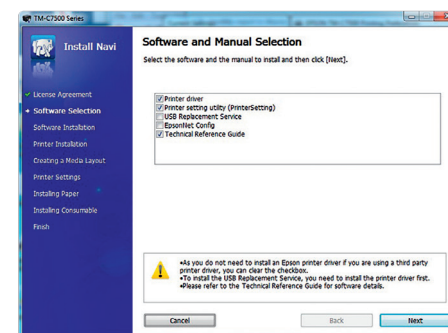 TM-C7500 Series
Install Navi
License Agreement
Software Selection
Software Installation
Printer Installation
Creating a Media Layout
Printer Settings
Installing Paper
Installing Consumable
Finish
Software and Manual Selection
Select the software and the manual to install and then click [Next].
Printer driver
Printer setting utility (PrinterSetting)
USB Replacement Service
EpsonNet Config
Technical Reference Guide
•As you do not need to install an Epson printer driver if you are using a third party
printer driver, you can clear the checkbox.
•To install the USB Replacement Service, you need to install the printer driver first.
•Please refer to the Technical Reference Guide for software details.
Cancel
Back
Next